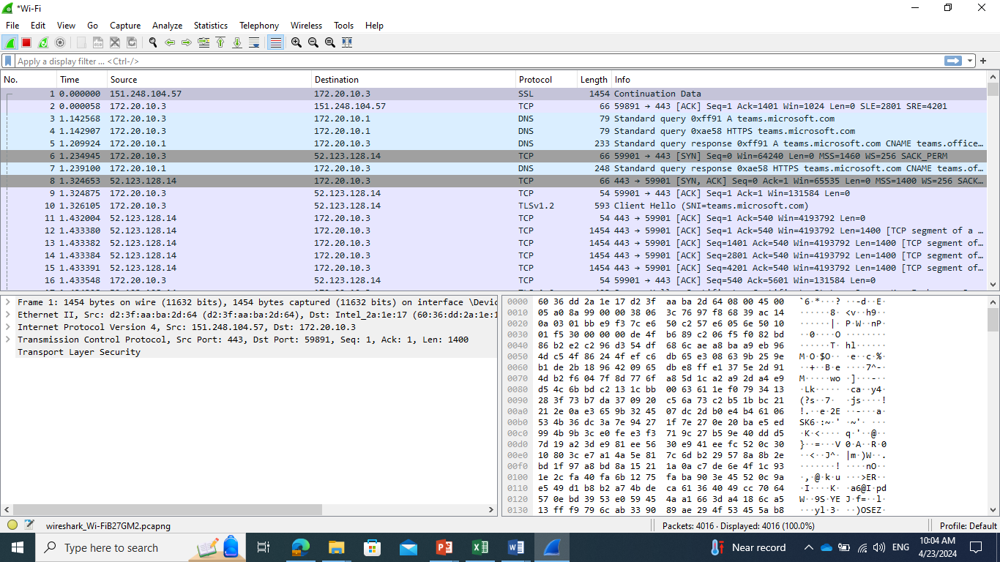 *Wi-Fi
File Edit View Go Capture Analyze Statistics Telephony Wireless Tools Help
Apply a display filter ... <Ctrl-/>
No. Time Source Destination Protocol Length Info
1 0.000000 151.248.104.57 172.20.10.3 SSL 1454 Continuation Data
2 0.000058 172.20.10.3 151.248.104.57 TCP 66 59891 → 443 [ACK] Seq=1 Ack=1401 Win=1024 Len=0 SLE=2801 SRE=4201
3 1.142568 172.20.10.3 172.20.10.1 DNS 79 Standard query 0xff91 A teams.microsoft.com
4 1.142907 172.20.10.3 172.20.10.1 DNS 79 Standard query 0xae58 HTTPS teams.microsoft.com
5 1.209924 172.20.10.1 172.20.10.3 DNS 233 Standard query response 0xff91 A teams.microsoft.com CNAME teams.office...
6 1.234945 172.20.10.3 52.123.128.14 TCP 66 59901 → 443 [SYN] Seq=0 Win=64240 Len=0 MSS=1460 WS=256 SACK_PERM
7 1.239100 172.20.10.1 172.20.10.3 DNS 248 Standard query response 0xae58 HTTPS teams.microsoft.com CNAME teams.of...
8 1.324653 52.123.128.14 172.20.10.3 TCP 66 443 → 59901 [SYN, ACK] Seq=0 Ack=1 Win=65535 Len=0 MSS=1400 WS=256 SACK...
9 1.324875 172.20.10.3 52.123.128.14 TCP 54 59901 → 443 [ACK] Seq=1 Ack=1 Win=131584 Len=0
10 1.326105 172.20.10.3 52.123.128.14 TLSv1.2 593 Client Hello (SNI=teams.microsoft.com)
11 1.432004 52.123.128.14 172.20.10.3 TCP 54 443 → 59901 [ACK] Seq=1 Ack=540 Win=4193792 Len=0
12 1.433380 52.123.128.14 172.20.10.3 TCP 1454 443 → 59901 [ACK] Seq=1 Ack=540 Win=4193792 Len=1400 [TCP segment of a ...
13 1.433382 52.123.128.14 172.20.10.3 TCP 1454 443 → 59901 [ACK] Seq=1401 Ack=540 Win=4193792 Len=1400 [TCP segment of...
14 1.433384 52.123.128.14 172.20.10.3 TCP 1454 443 → 59901 [ACK] Seq=2801 Ack=540 Win=4193792 Len=1400 [TCP segment of...
15 1.433391 52.123.128.14 172.20.10.3 TCP 1454 443 → 59901 [ACK] Seq=4201 Ack=540 Win=4193792 Len=1400 [TCP segment of...
16 1.433548 172.20.10.3 52.123.128.14 TCP 54 59901 → 443 [ACK] Seq=540 Ack=5601 Win=131584 Len=0
Frame 1: 1454 bytes on wire (11632 bits), 1454 bytes captured (11632 bits) on interface \Devic
Ethernet II, Src: d2:3f:aa:ba:2d:64 (d2:3f:aa:ba:2d:64), Dst: Intel_2a:1e:17 (60:36:dd:2a:1e:1
Internet Protocol Version 4, Src: 151.248.104.57, Dst: 172.20.10.3
Transmission Control Protocol, Src Port: 443, Dst Port: 59891, Seq: 1, Ack: 1, Len: 1400
Transport Layer Security
0000 60 36 dd 2a 1e 17 d2 3f aa ba 2d 64 08 00 45 00
0010 05 a0 8a 99 00 00 38 06 3c 76 97 f8 68 39 ac 14
0020 0a 03 01 bb e9 f3 7c e6 50 c2 57 e6 05 6e 50 10
0030 01 f5 30 00 00 00 de 4f b6 89 c2 06 f5 f0 82 bd
0040 86 b2 e2 c2 96 d3 54 df 68 6c ae a8 ba a9 eb 96
0050 4d c5 4f 86 24 4f ef c6 db 65 e3 08 63 9b 25 9e
0060 b1 de 2b 18 96 42 09 65 db e8 ff e1 37 5e 2d 91
0070 4d b2 f6 04 7f 8d 77 6f a8 5d 1c a2 a9 2d a4 e9
0080 d5 4c 6b bd c2 13 1c bb 00 63 61 1e f0 79 34 13
0090 28 3f 73 b7 da 37 09 20 c5 6a 73 c2 b5 1b bc 21
00a0 21 2e 0a e3 65 9b 32 45 07 dc 2d b0 e4 b4 61 06
00b0 53 4b 36 dc 3a 7e 94 27 1f 7e 27 0e 20 ba e5 ed
00c0 99 4b 9b 3c e0 fe e3 f3 71 9c 27 b5 9e 40 dd d5
00d0 7d 19 a2 3d e9 81 ee 56 30 e9 41 ee fc 52 0c 30
00e0 10 80 3c e7 a1 4a 5e 81 7c 6d b2 29 57 8a 8b 2e
00f0 bd 1f 97 a8 bd 8a 15 21 1a 0a c7 de 6e 4f 1c 93
0100 1e 2c fa 40 fa 6b 12 75 fa ba 90 3e 45 52 0c 9a
0110 e5 49 d1 b8 b2 a7 4b de ca 61 36 40 49 cc 70 64
0120 57 0e bd 39 53 e0 59 45 4a a1 66 3d a4 18 6c a5
0130 13 ff f9 79 6c ab 33 90 89 ae 29 4f 53 45 5a b8
wireshark_Wi-FiB27GM2.pcapng Packets: 4016 · Displayed: 4016 (100.0%) Profile: Default
Type here to search Near record ENG 10:04 AM
4/23/2024